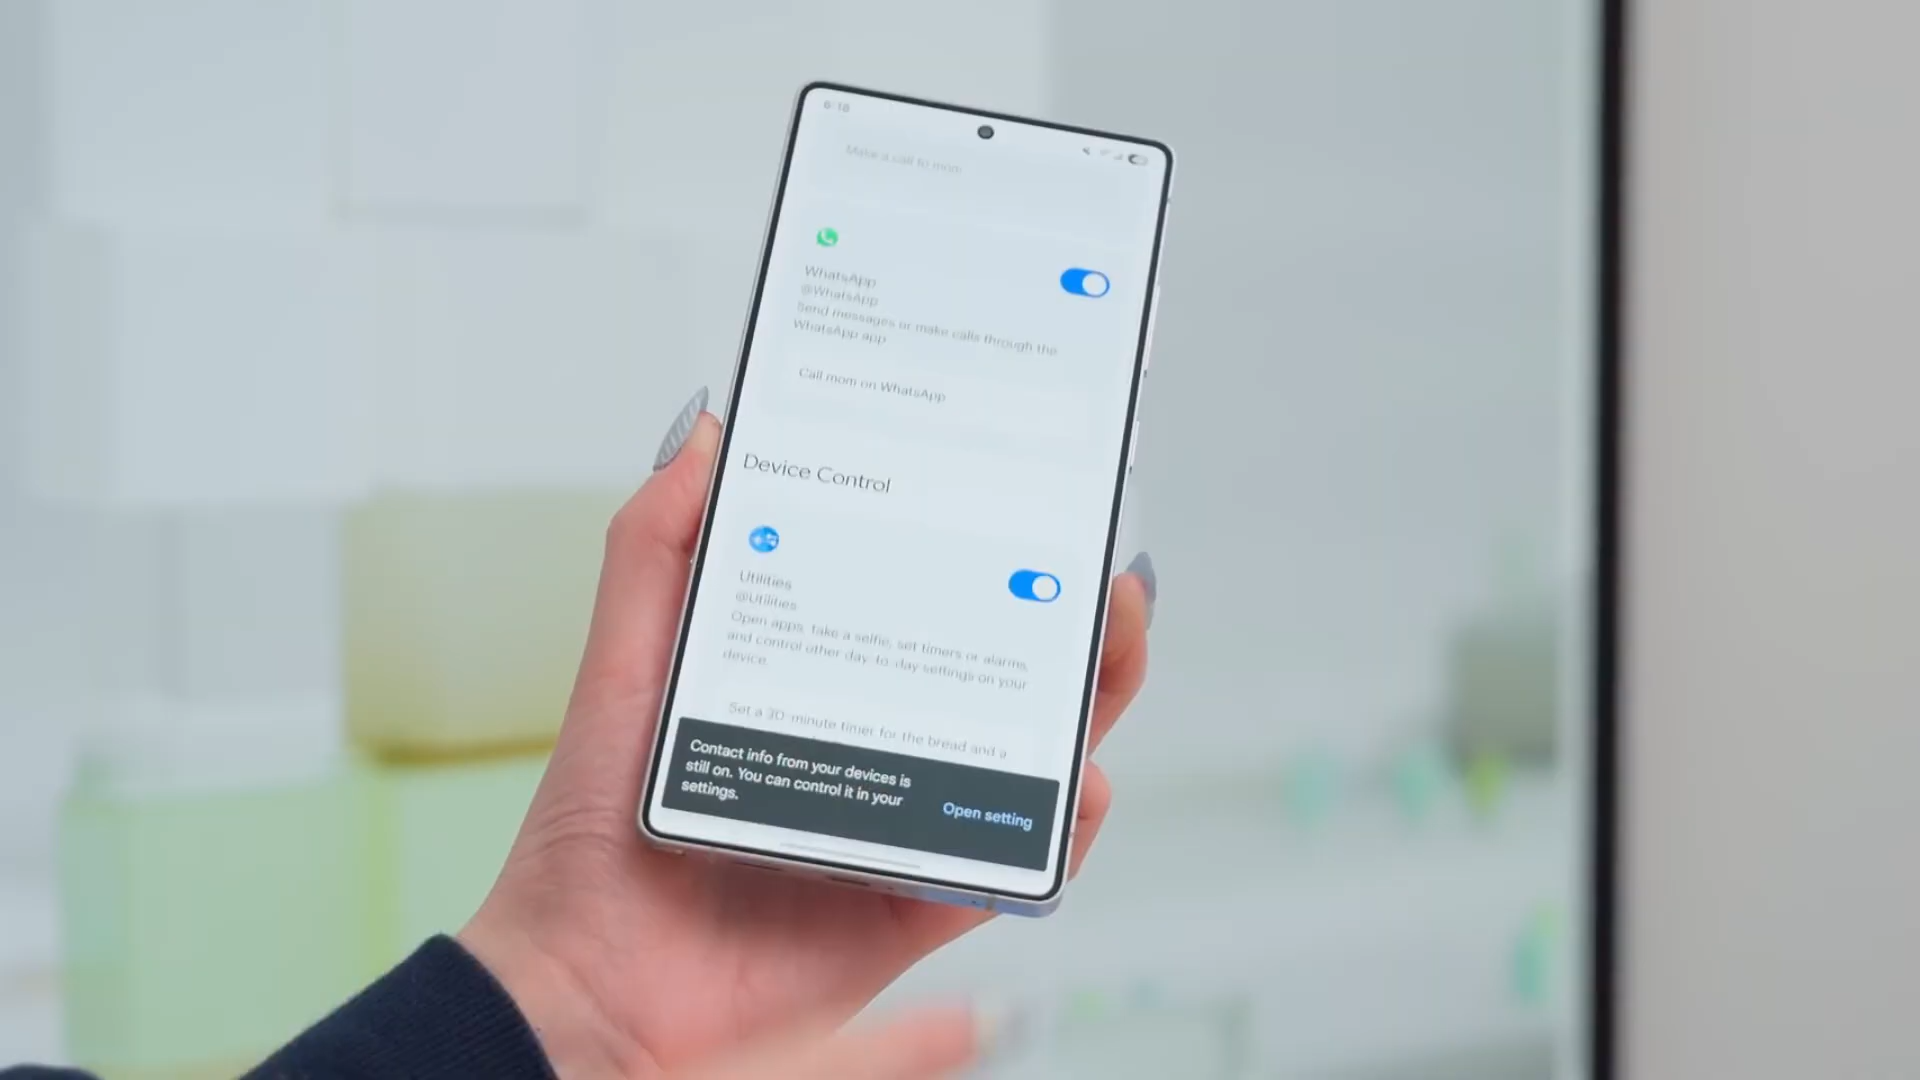 6:18
Make a call to mom
WhatsApp
@WhatsApp
Send messages or make calls through the
WhatsApp app
Call mom on WhatsApp
Device Control
Utilities
@Utilities
Open apps, take a selfie, set timers or alarms,
and control other day-to-day settings on your
device.
Set a 30-minute timer for the bread and a
Contact info from your devices is
still on. You can control it in your
settings.
Open setting